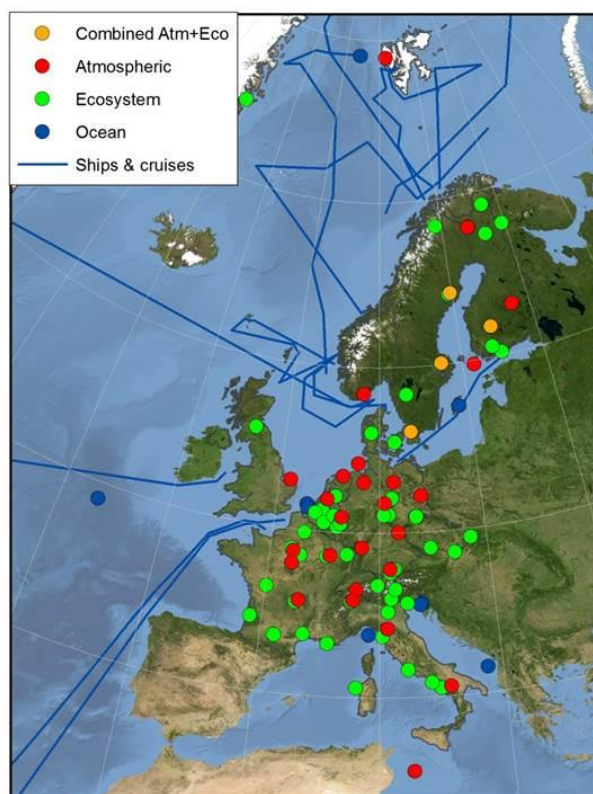 Combined Atm+Eco
Atmospheric
Ecosystem
Ocean
Ships & cruises